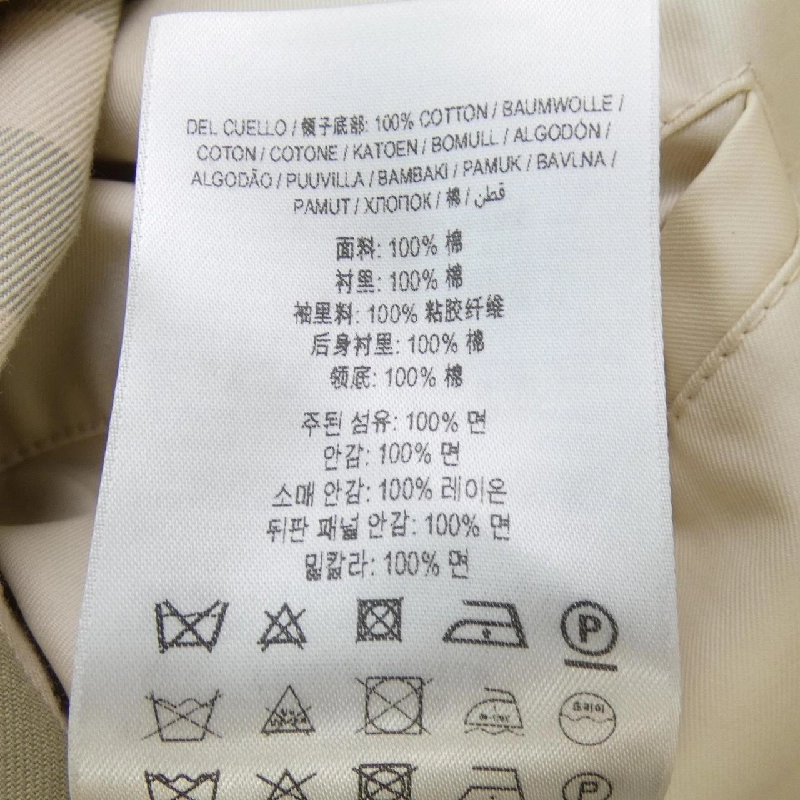 DEL CUELLO / 领子底部: 100% COTTON / BAUMWOLLE /
COTON / COTONE / KATOEN / BOMULL / ALGODÓN /
ALGODÃO / PUUVILLA / BAMBAKI / PAMUK / BAVLNA /
PAMUT / ХЛОПОК / 棉 / قطن
面料: 100% 棉
衬里: 100% 棉
袖里料: 100% 粘胶纤维
后身衬里: 100% 棉
领底: 100% 棉
주된 섬유: 100% 면
안감: 100% 면
소매 안감: 100% 레이온
뒤판 패널 안감: 100% 면
밑칼라: 100% 면
P
드라이
P